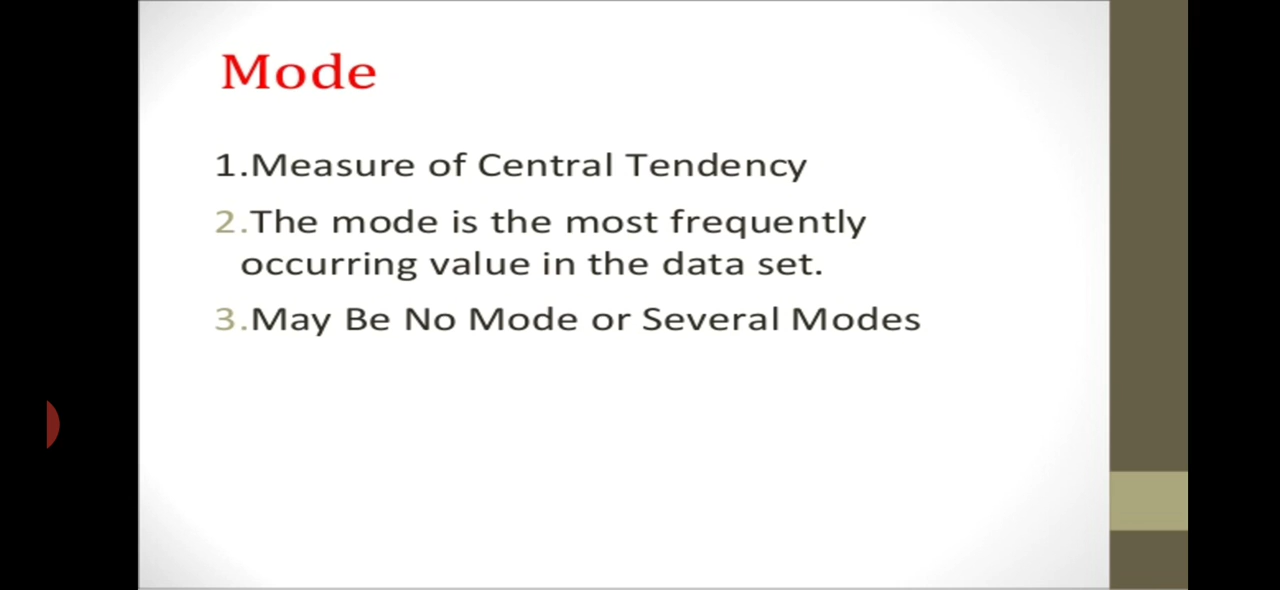 Mode
1.Measure of Central Tendency
2.The mode is the most frequently
occurring value in the data set.
3.May Be No Mode or Several Modes